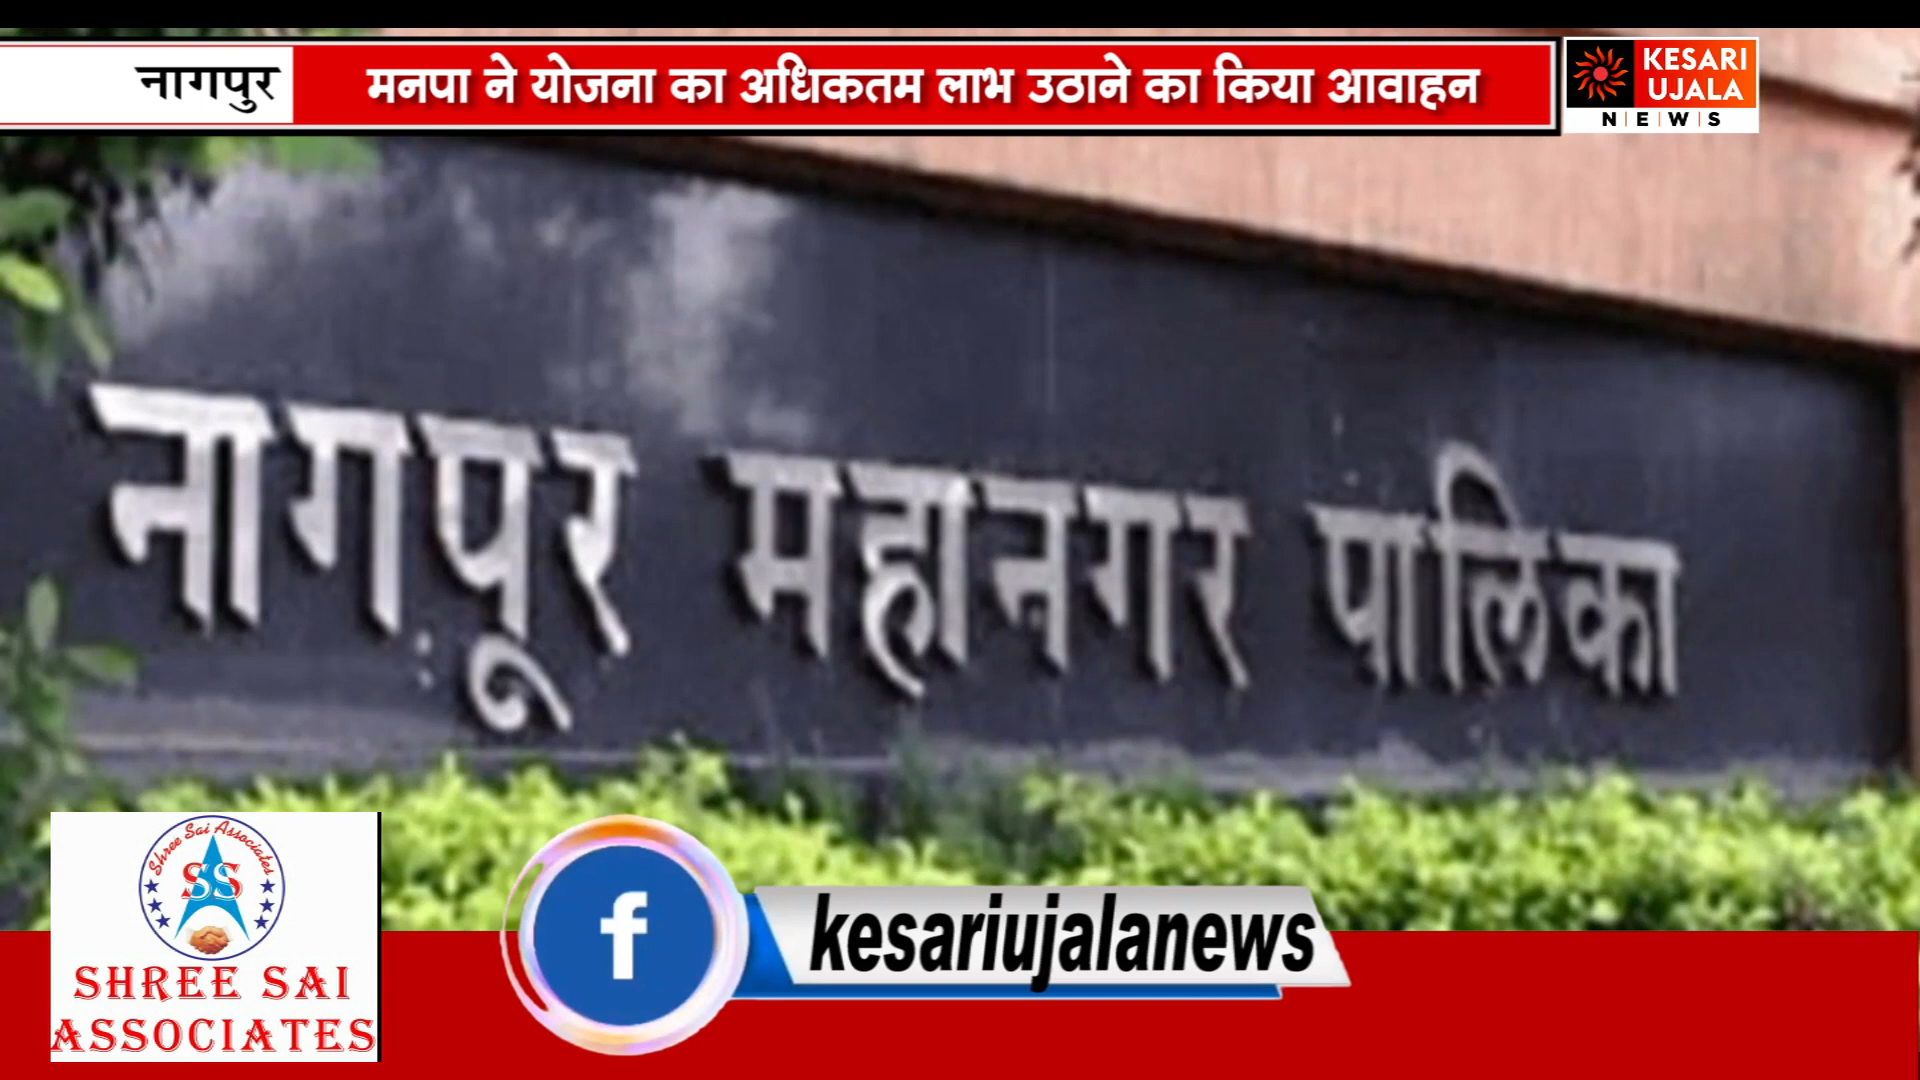 नागपुर
मनपा ने योजना का अधिकतम लाभ उठाने का किया आवाहन
KESARI
UJALA
NEWS
नागपूर महानगर पालिका
Shree Sai Associates
SS
SHREE SAI
ASSOCIATES
f
kesariujalanews